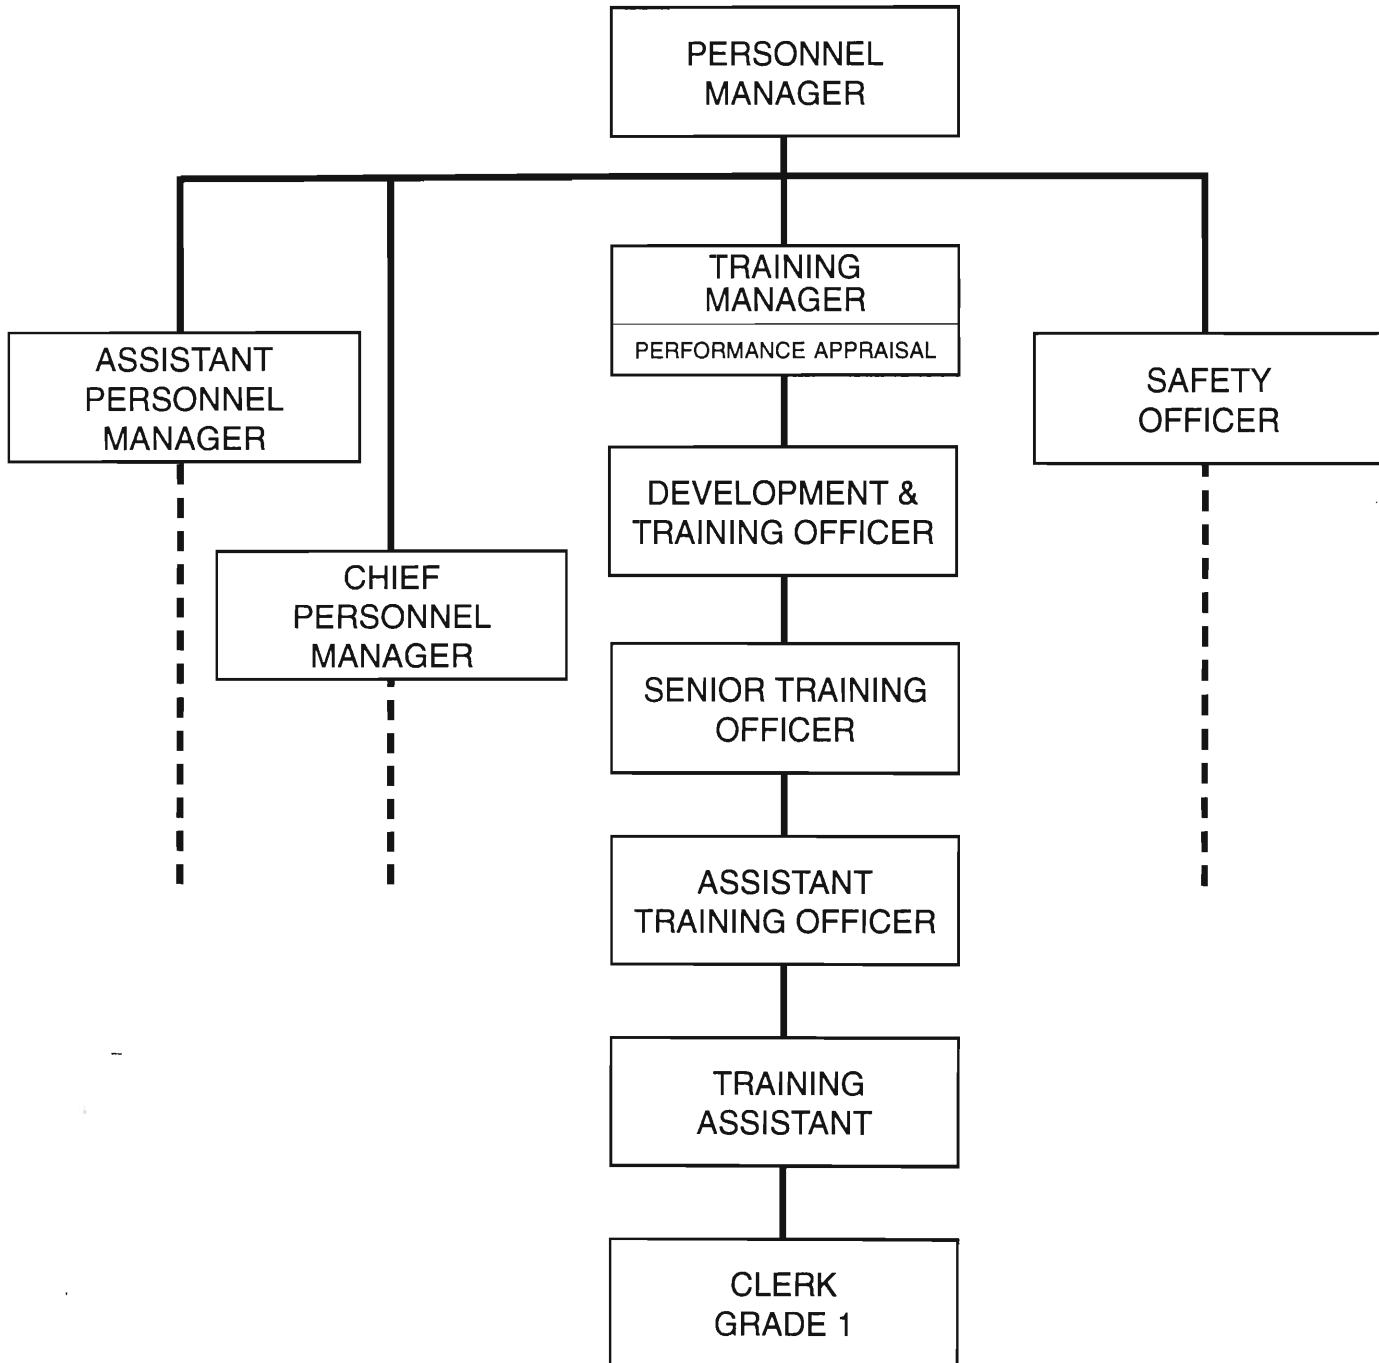 PERSONNEL
MANAGER
TRAINING
MANAGER
PERFORMANCE APPRAISAL
ASSISTANT
PERSONNEL
MANAGER
SAFETY
OFFICER
DEVELOPMENT &
TRAINING OFFICER
CHIEF
PERSONNEL
MANAGER
SENIOR TRAINING
OFFICER
ASSISTANT
TRAINING OFFICER
TRAINING
ASSISTANT
CLERK
GRADE 1